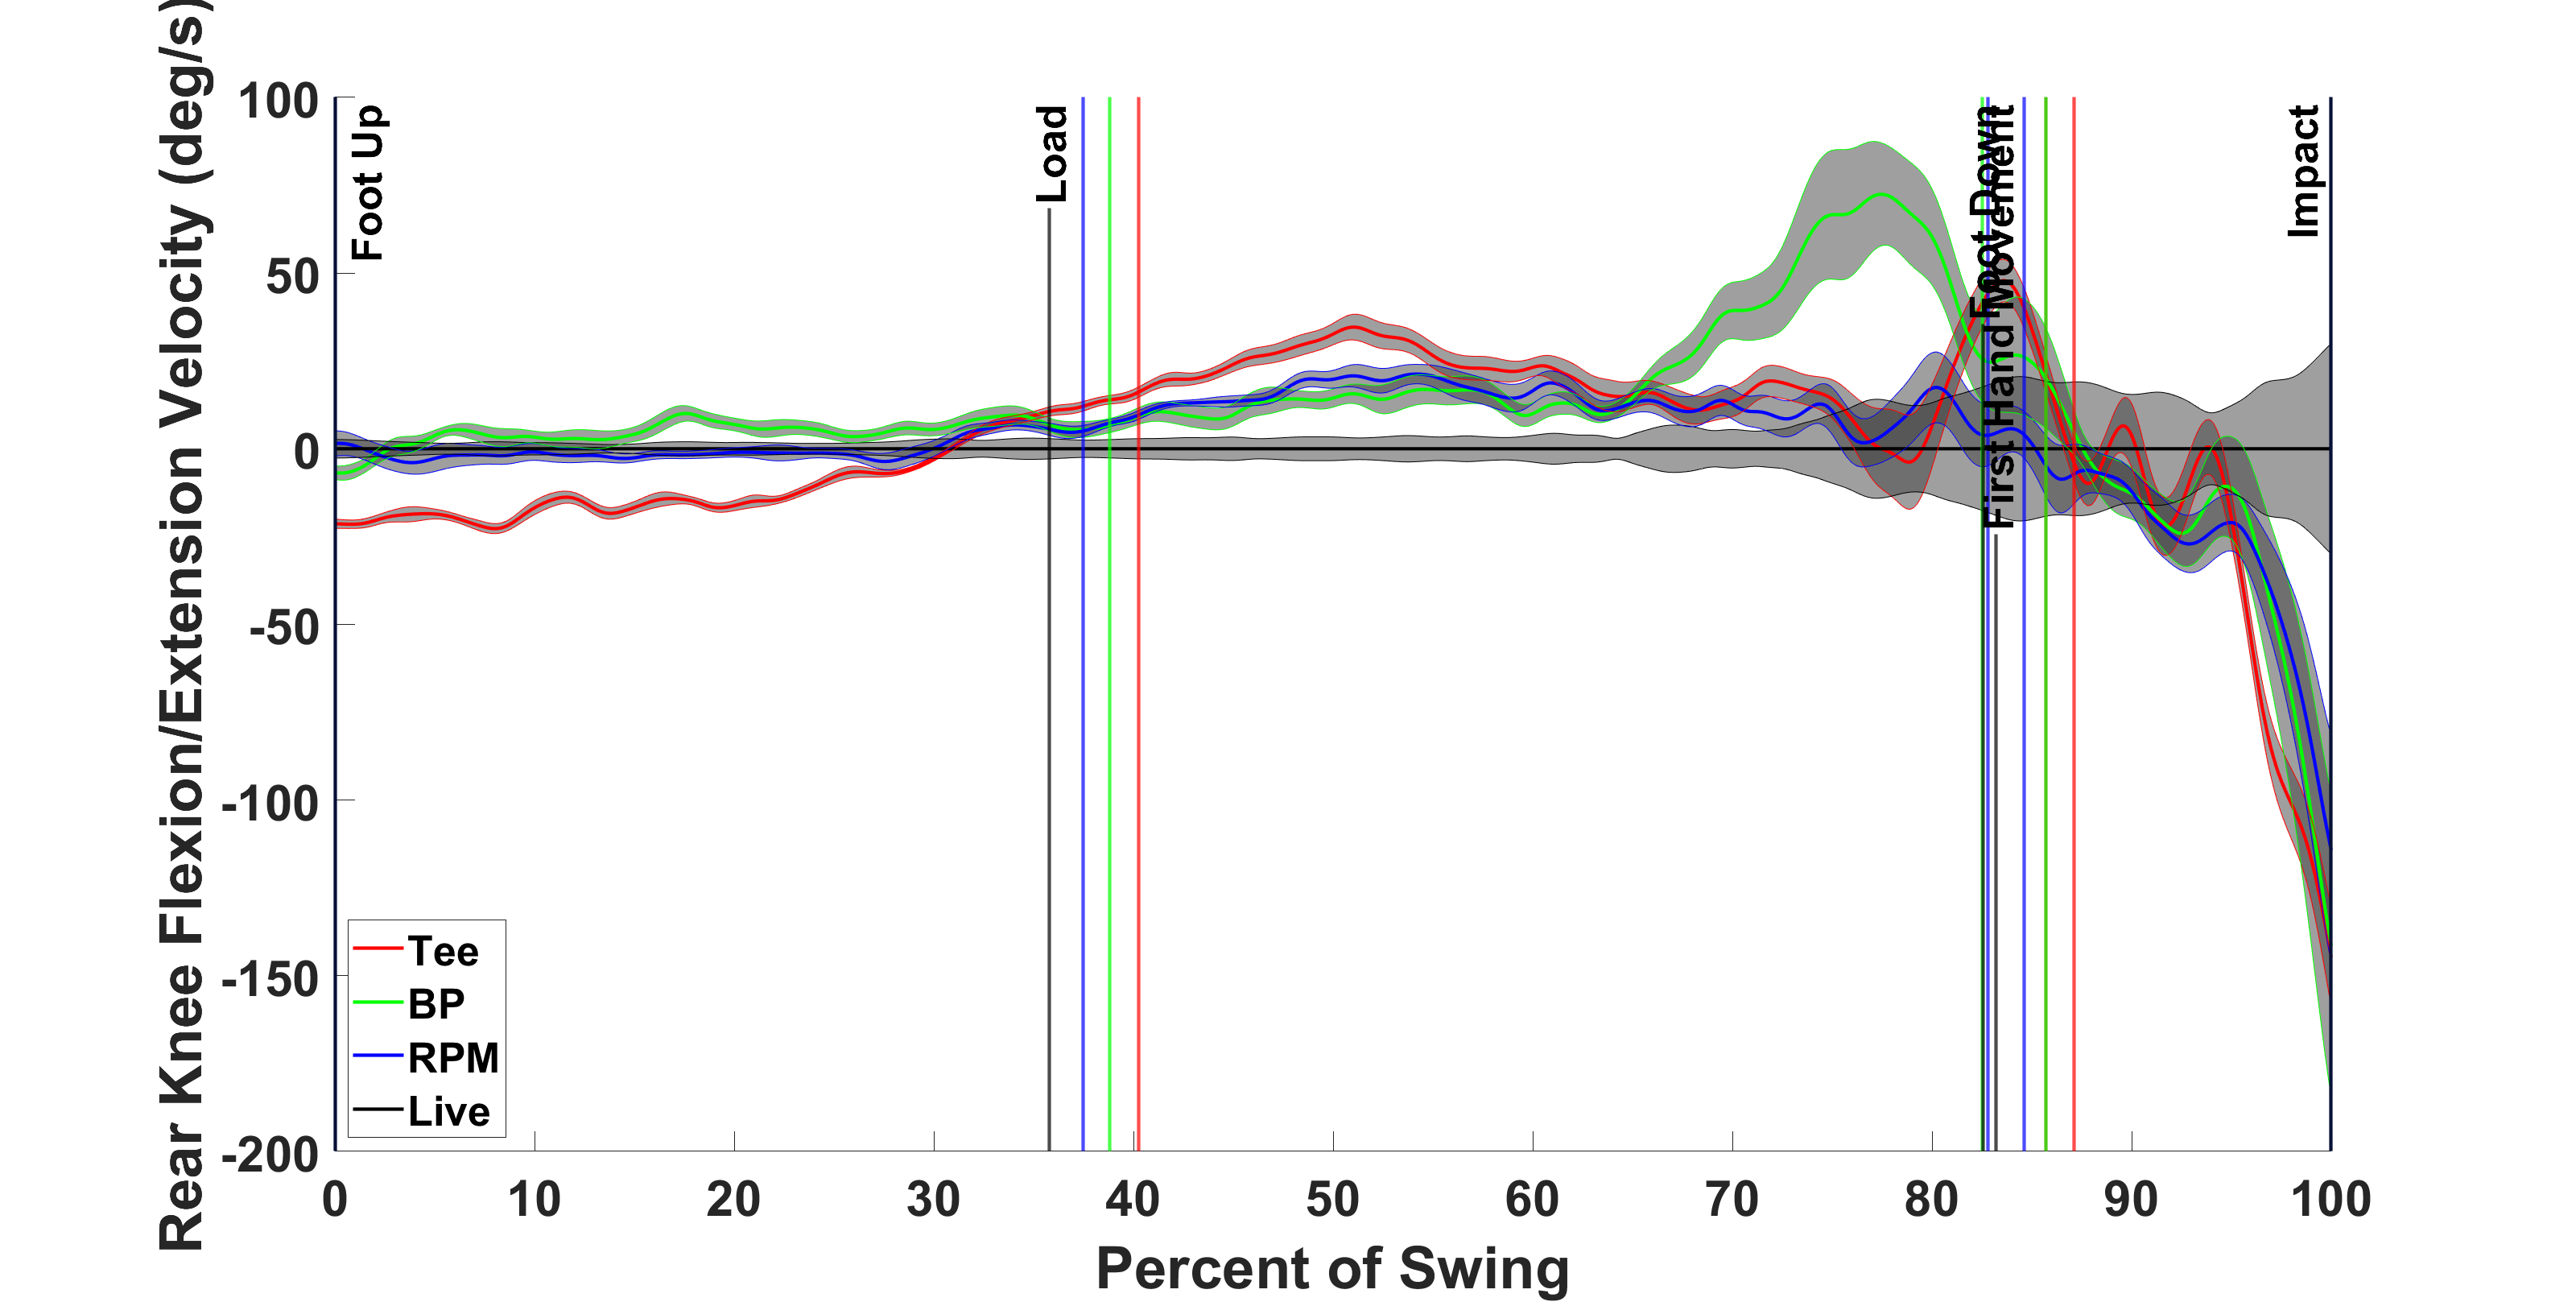 Rear Knee Flexion/Extension Velocity (deg/s)
100
50
0
-50
-100
-150
-200
Foot Up
Load
Foot Down
First Hand Movement
Impact
Tee
BP
RPM
Live
0 10 20 30 40 50 60 70 80 90 100
Percent of Swing